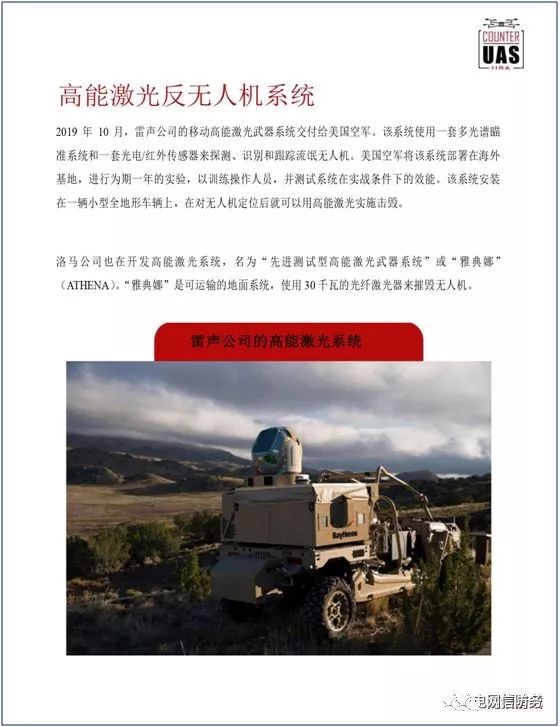 COUNTER
UAS
高能激光反无人机系统
2019 年 10 月，雷声公司的移动高能激光武器系统交付给美国空军。该系统使用一套多光谱瞄
准系统和一套光电/红外传感器来探测、识别和跟踪流氓无人机。美国空军将该系统部署在海外
基地，进行为期一年的实验，以训练操作人员，并测试系统在实战条件下的效能。该系统安装
在一辆小型全地形车辆上，在对无人机定位后就可以用高能激光实施击毁。
洛马公司也在开发高能激光系统，名为“先进测试型高能激光武器系统”或“雅典娜”
（ATHENA）。“雅典娜”是可运输的地面系统，使用 30 千瓦的光纤激光器来摧毁无人机。
雷声公司的高能激光系统
Raytheon
电网信防务